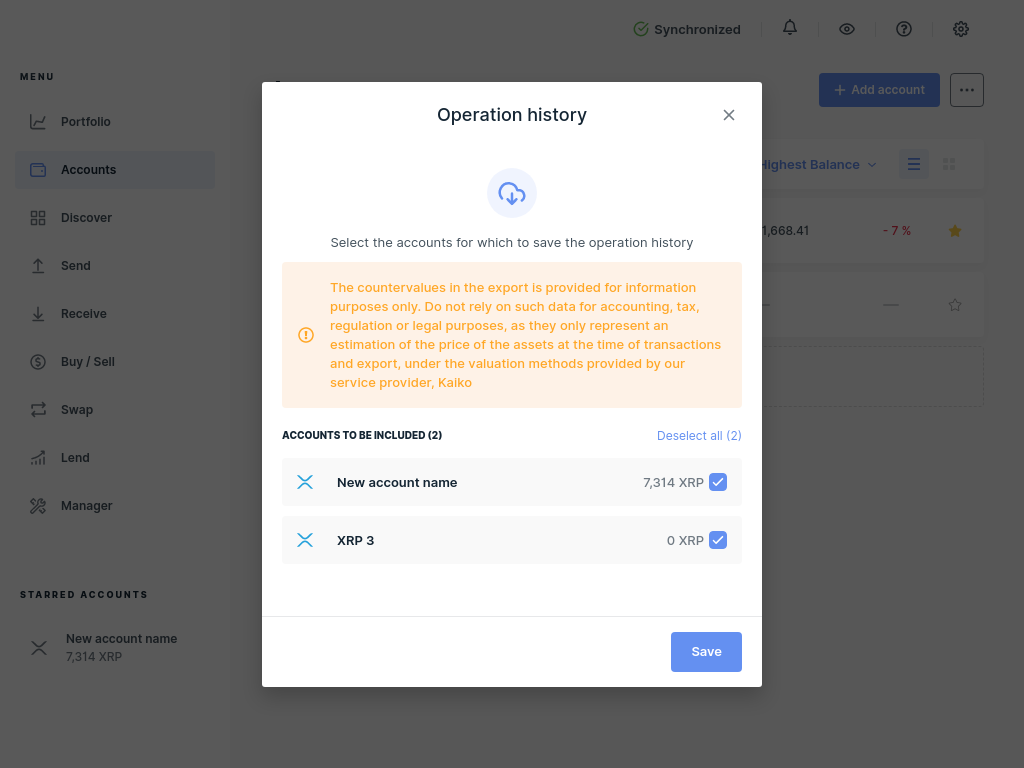 Synchronized
MENU
Portfolio
Accounts
Discover
Send
Receive
Buy / Sell
Swap
Lend
Manager
STARRED ACCOUNTS
New account name
7,314 XRP
+ Add account
Highest Balance
1,668.41
- 7 %
Operation history
Select the accounts for which to save the operation history
The countervalues in the export is provided for information
purposes only. Do not rely on such data for accounting, tax,
regulation or legal purposes, as they only represent an
estimation of the price of the assets at the time of transactions
and export, under the valuation methods provided by our
service provider, Kaiko
ACCOUNTS TO BE INCLUDED (2)
Deselect all (2)
New account name
7,314 XRP
XRP 3
0 XRP
Save